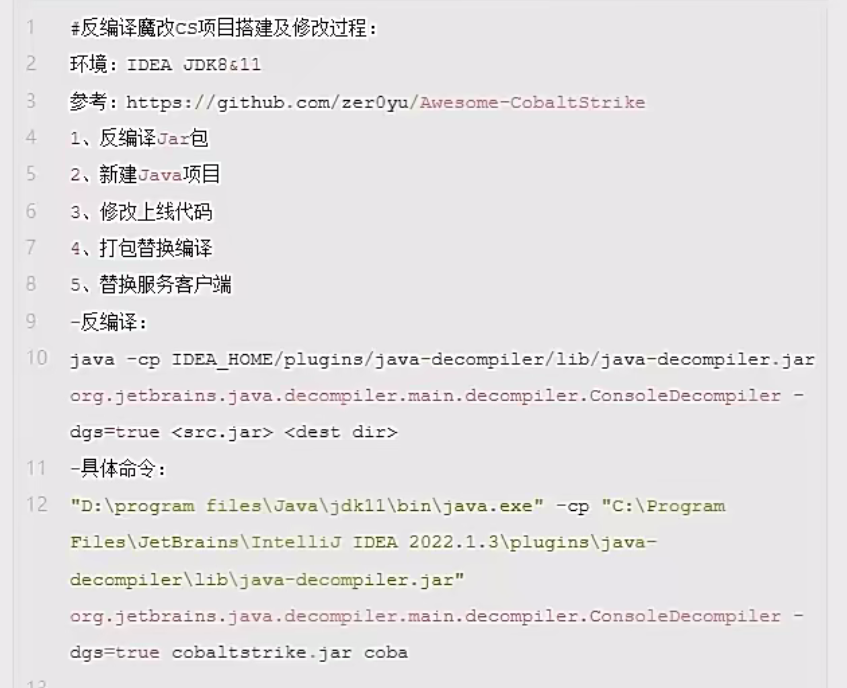 1 #反编译魔改CS项目搭建及修改过程：
2 环境：IDEA JDK8&11
3 参考：https://github.com/zer0yu/Awesome-CobaltStrike
4 1、反编译Jar包
5 2、新建Java项目
6 3、修改上线代码
7 4、打包替换编译
8 5、替换服务客户端
9 -反编译：
10 java -cp IDEA_HOME/plugins/java-decompiler/lib/java-decompiler.jar
org.jetbrains.java.decompiler.main.decompiler.ConsoleDecompiler -
dgs=true <src.jar> <dest dir>
11 -具体命令：
12 "D:\program files\Java\jdk11\bin\java.exe" -cp "C:\Program
Files\JetBrains\IntelliJ IDEA 2022.1.3\plugins\java-
decompiler\lib\java-decompiler.jar"
org.jetbrains.java.decompiler.main.decompiler.ConsoleDecompiler -
dgs=true cobaltstrike.jar coba